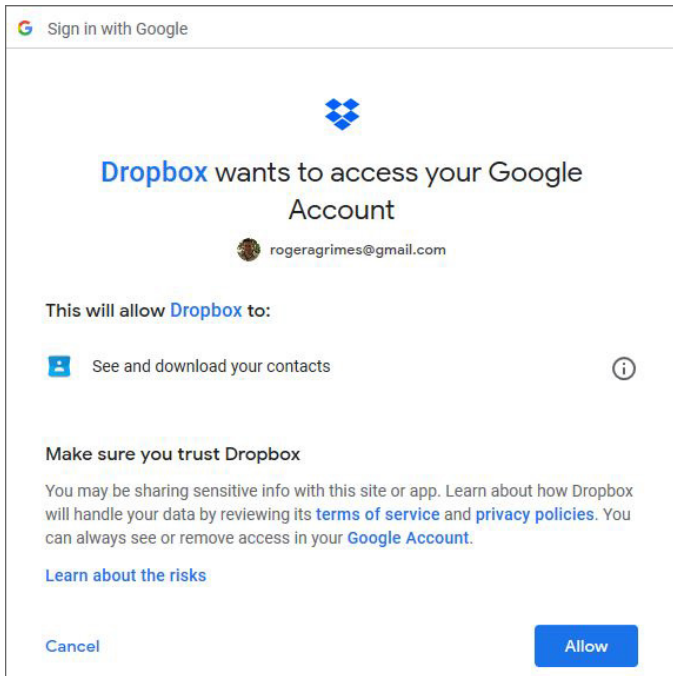 Sign in with Google
Dropbox wants to access your Google
Account
rogeragrimes@gmail.com
This will allow Dropbox to:
See and download your contacts
Make sure you trust Dropbox
You may be sharing sensitive info with this site or app. Learn about how Dropbox
will handle your data by reviewing its terms of service and privacy policies. You
can always see or remove access in your Google Account.
Learn about the risks
Cancel
Allow